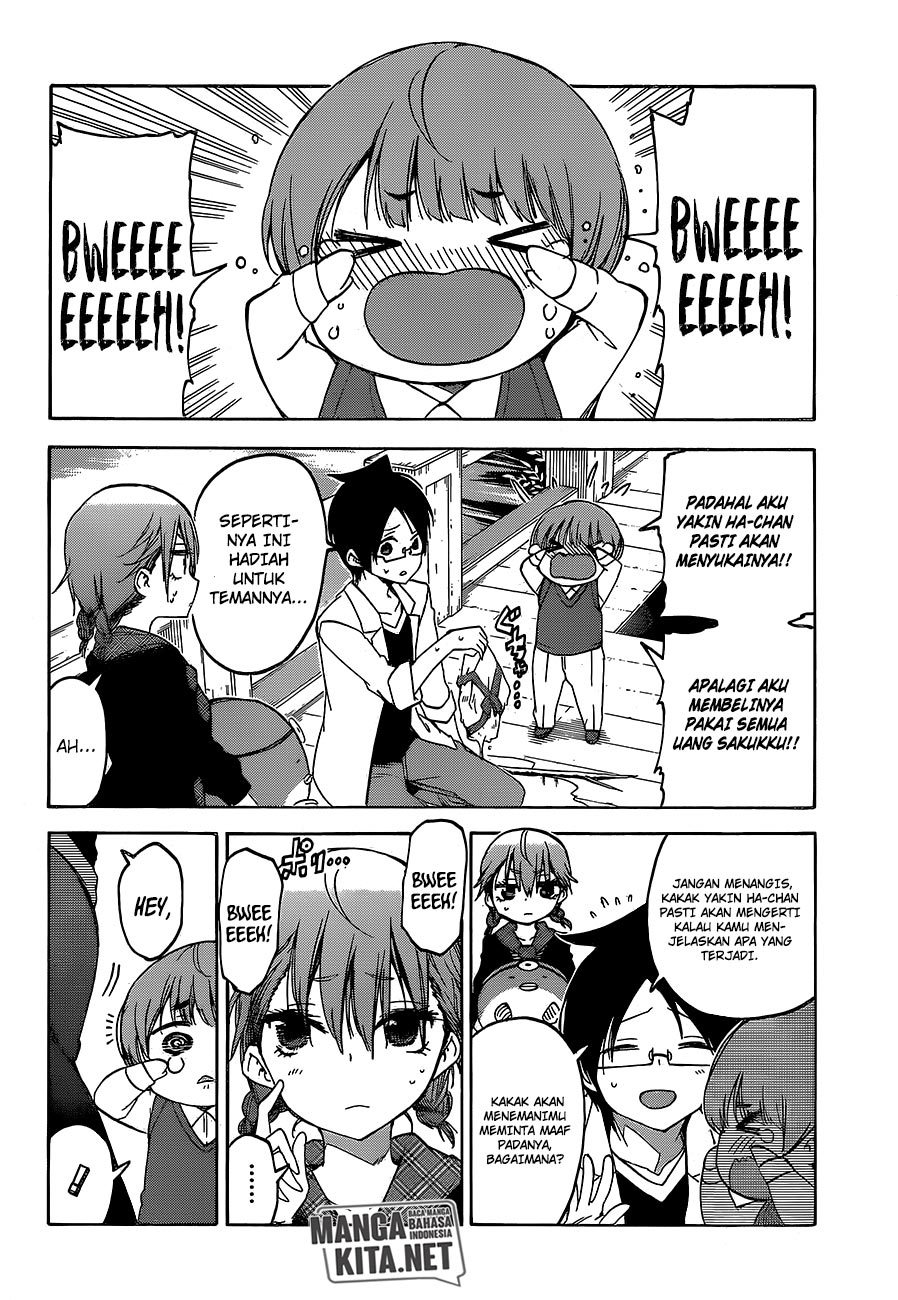 BWEEEE
EEEEH!
BWEEEE
EEEEEH!
PADAHAL AKU
YAKIN HA-CHAN
PASTI AKAN
MENYUKAINYA!!
APALAGI AKU
MEMBELINYA
PAKAI SEMUA
UANG SAKUKKU!!
SEPERTI-
NYA INI
HADIAH
UNTUK
TEMANNYA...
AH...
JANGAN MENANGIS,
KAKAK YAKIN HA-CHAN
PASTI AKAN MENGERTI
KALAU KAMU MEN-
JELASKAN APA YANG
TERJADI.
KAKAK AKAN
MENEMANIMU
MEMINTA MAAF
PADANYA,
BAGAIMANA?
BWEE
EEEH!
BWEE
EEEH!
ポッ...
.......
HEY,
!
MANGA
BACA MANGA
BAHASA
INDONESIA
KITA.NET